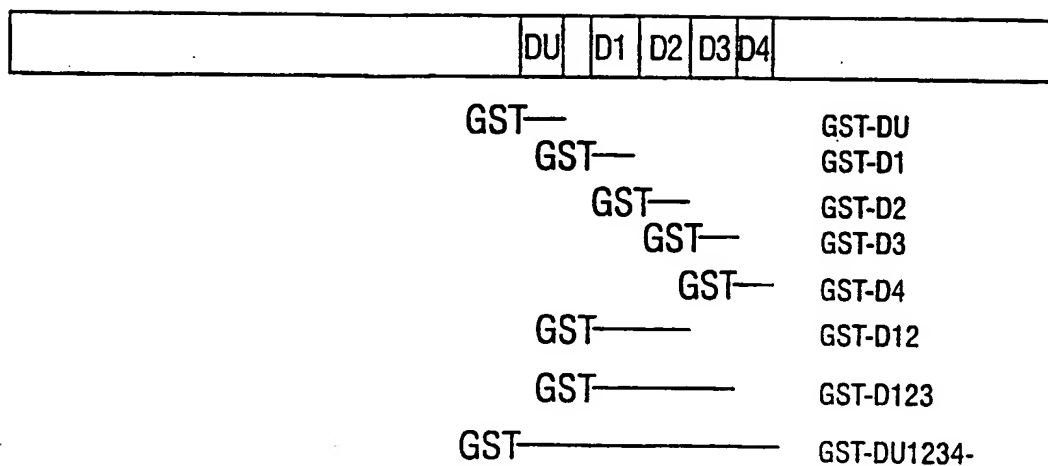 DU D1 D2 D3 D4
GST GST-DU
GST GST-D1
GST GST-D2
GST GST-D3
GST GST-D4
GST GST-D12
GST GST-D123
GST GST-DU1234-